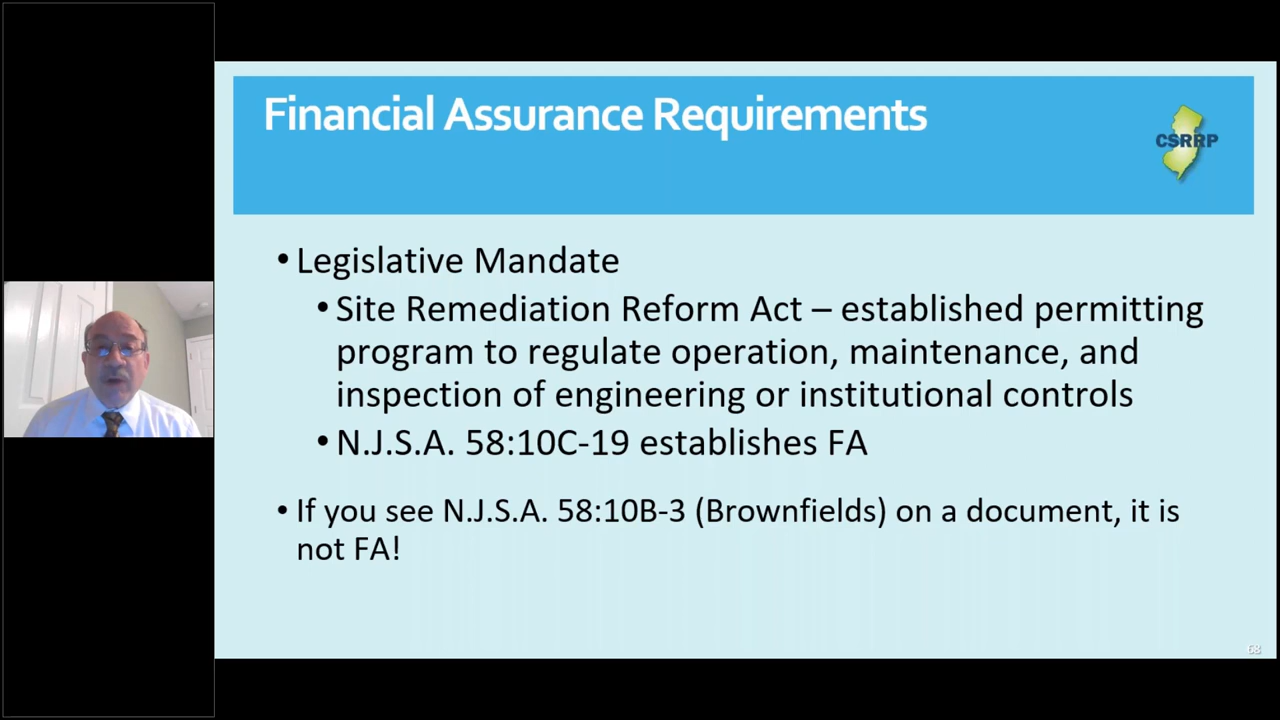 Financial Assurance Requirements
CSRRP
• Legislative Mandate
• Site Remediation Reform Act – established permitting
program to regulate operation, maintenance, and
inspection of engineering or institutional controls
• N.J.S.A. 58:10C-19 establishes FA
• If you see N.J.S.A. 58:10B-3 (Brownfields) on a document, it is
not FA!
68